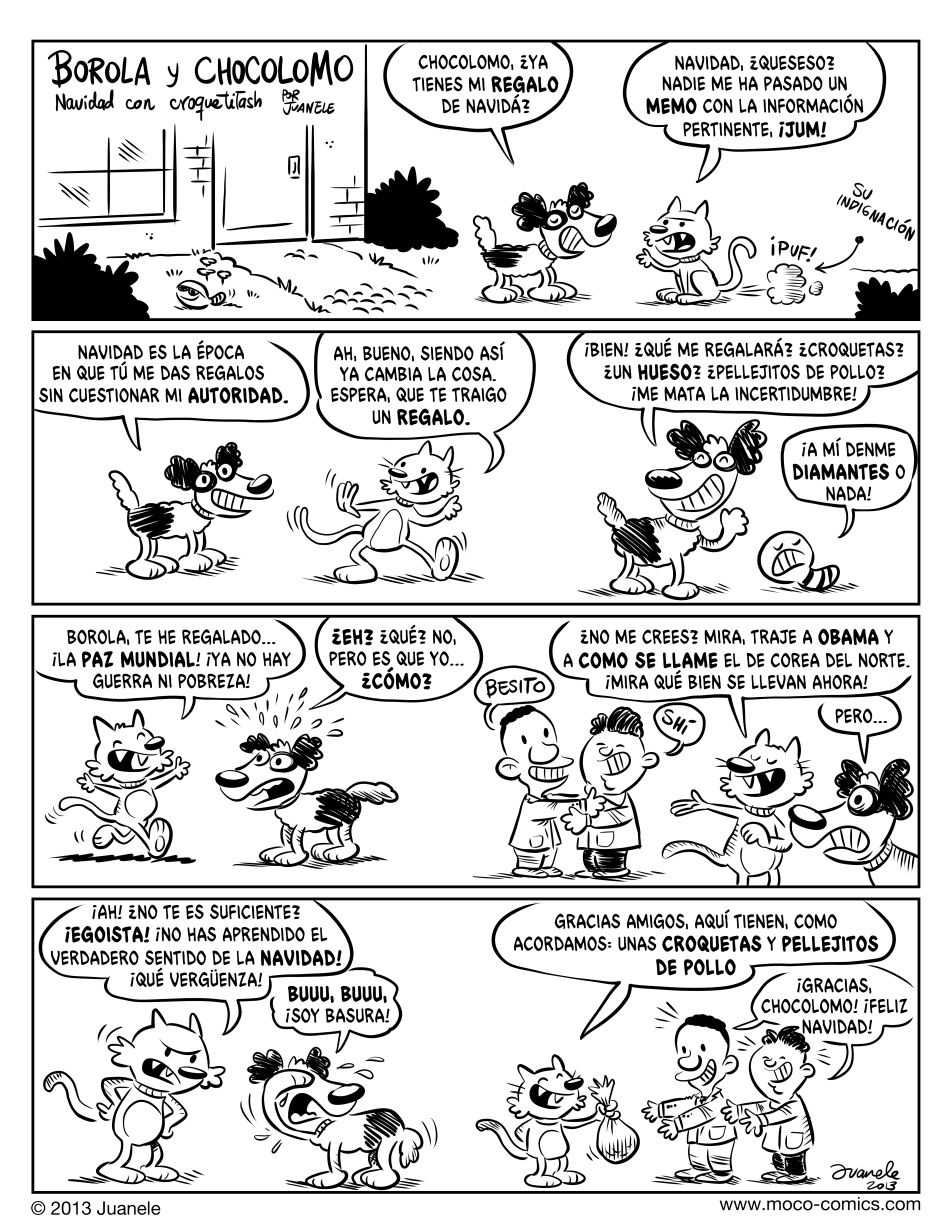 BOROLA Y CHOCOLOMO
Navidad con croquetitash
POR
JUANELE
CHOCOLOMO, ¿YA
TIENES MI REGALO
DE NAVIDÁ?
NAVIDAD, ¿QUESESO?
NADIE ME HA PASADO UN
MEMO CON LA INFORMACIÓN
PERTINENTE, ¡JUM!
SU
INDIGNACIÓN
¡PUF!
NAVIDAD ES LA ÉPOCA
EN QUE TÚ ME DAS REGALOS
SIN CUESTIONAR MI AUTORIDAD.
AH, BUENO, SIENDO ASÍ
YA CAMBIA LA COSA.
ESPERA, QUE TE TRAIGO
UN REGALO.
¡BIEN! ¿QUÉ ME REGALARÁ? ¿CROQUETAS?
¿UN HUESO? ¿PELLEJITOS DE POLLO?
¡ME MATA LA INCERTIDUMBRE!
¡A MÍ DENME
DIAMANTES O
NADA!
BOROLA, TE HE REGALADO...
¡LA PAZ MUNDIAL! ¡YA NO HAY
GUERRA NI POBREZA!
¿EH? ¿QUÉ? NO,
PERO ES QUE YO...
¿CÓMO?
BESITO
SHÍ
¿NO ME CREES? MIRA, TRAJE A OBAMA Y
A COMO SE LLAME EL DE COREA DEL NORTE.
¡MIRA QUÉ BIEN SE LLEVAN AHORA!
PERO...
¡AH! ¿NO TE ES SUFICIENTE?
¡EGOISTA! ¡NO HAS APRENDIDO EL
VERDADERO SENTIDO DE LA NAVIDAD!
¡QUÉ VERGÜENZA!
BUUU, BUUU,
¡SOY BASURA!
GRACIAS AMIGOS, AQUÍ TIENEN, COMO
ACORDAMOS: UNAS CROQUETAS Y PELLEJITOS
DE POLLO
¡GRACIAS,
CHOCOLOMO! ¡FELIZ
NAVIDAD!
Juanele
2013
© 2013 Juanele
www.moco-comics.com